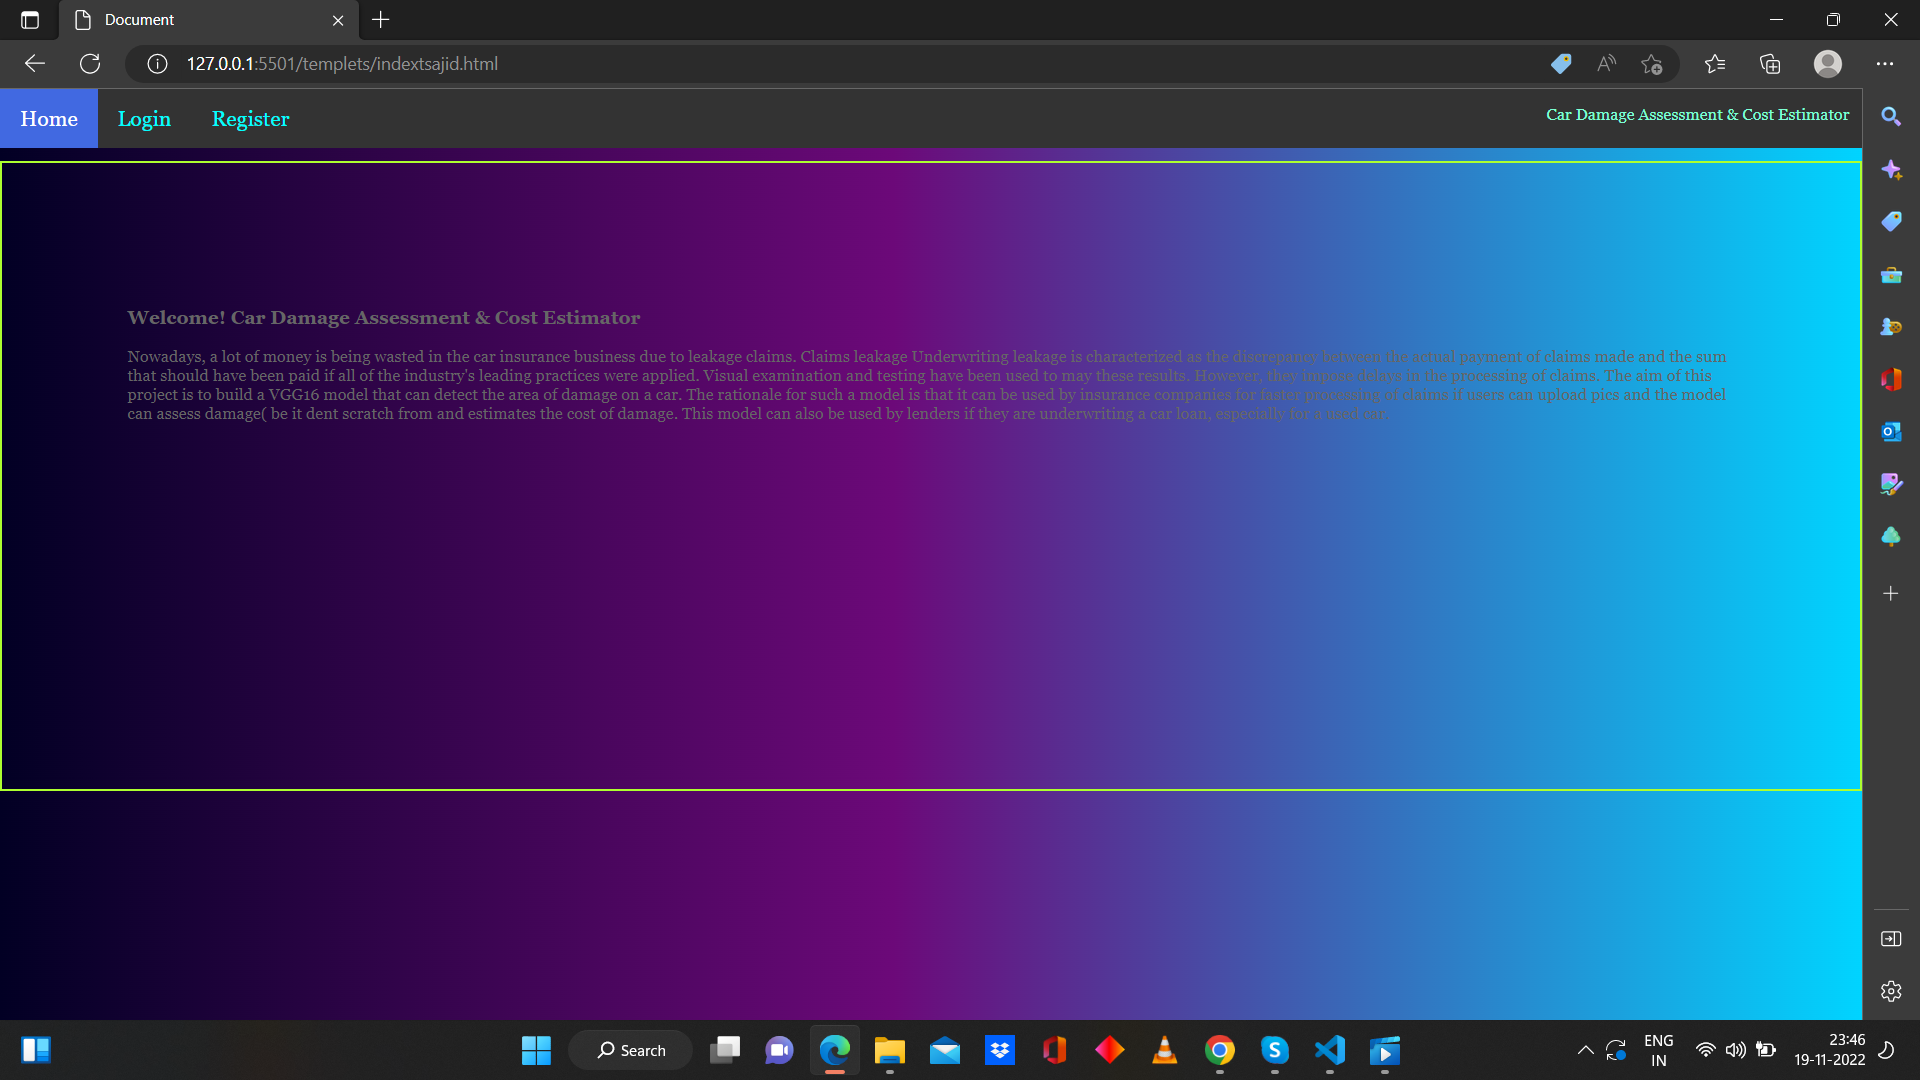 Document
127.0.0.1:5501/templets/indextsajid.html
Home Login Register Car Damage Assessment & Cost Estimator
Welcome! Car Damage Assessment & Cost Estimator
Nowadays, a lot of money is being wasted in the car insurance business due to leakage claims. Claims leakage Underwriting leakage is characterized as the discrepancy between the actual payment of claims made and the sum
that should have been paid if all of the industry's leading practices were applied. Visual examination and testing have been used to may these results. However, they impose delays in the processing of claims. The aim of this
project is to build a VGG16 model that can detect the area of damage on a car. The rationale for such a model is that it can be used by insurance companies for faster processing of claims if users can upload pics and the model
can assess damage( be it dent scratch from and estimates the cost of damage. This model can also be used by lenders if they are underwriting a car loan, especially for a used car.
Search
ENG
IN
23:46
19-11-2022